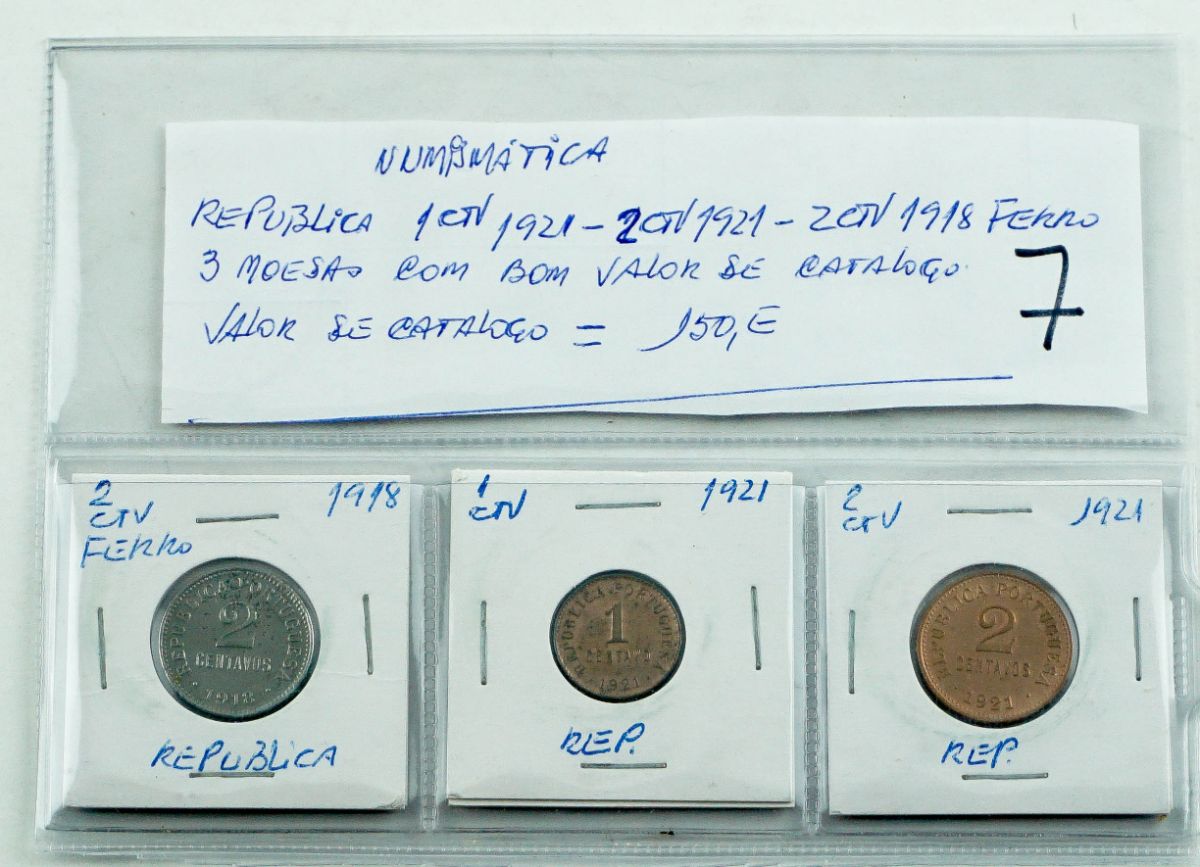 NUMISMÁTICA
REPUBLICA 1 CTV 1921 - 2 CTV 1921 - 2 CTV 1918 FERRO
3 MOEDAS COM BOM VALOR DE CATALOGO.
VALOR DE CATALOGO = 150,E
7
2 1918
CTV
FERRO
REPUBLICA PORTUGUESA
2
CENTAVOS
· 1918 ·
REPUBLICA
1 1921
CTV
REPUBLICA PORTUGUESA
1
CENTAVO
· 1921 ·
REP.
2 1921
CTV
REPUBLICA PORTUGUESA
2
CENTAVOS
· 1921 ·
REP.